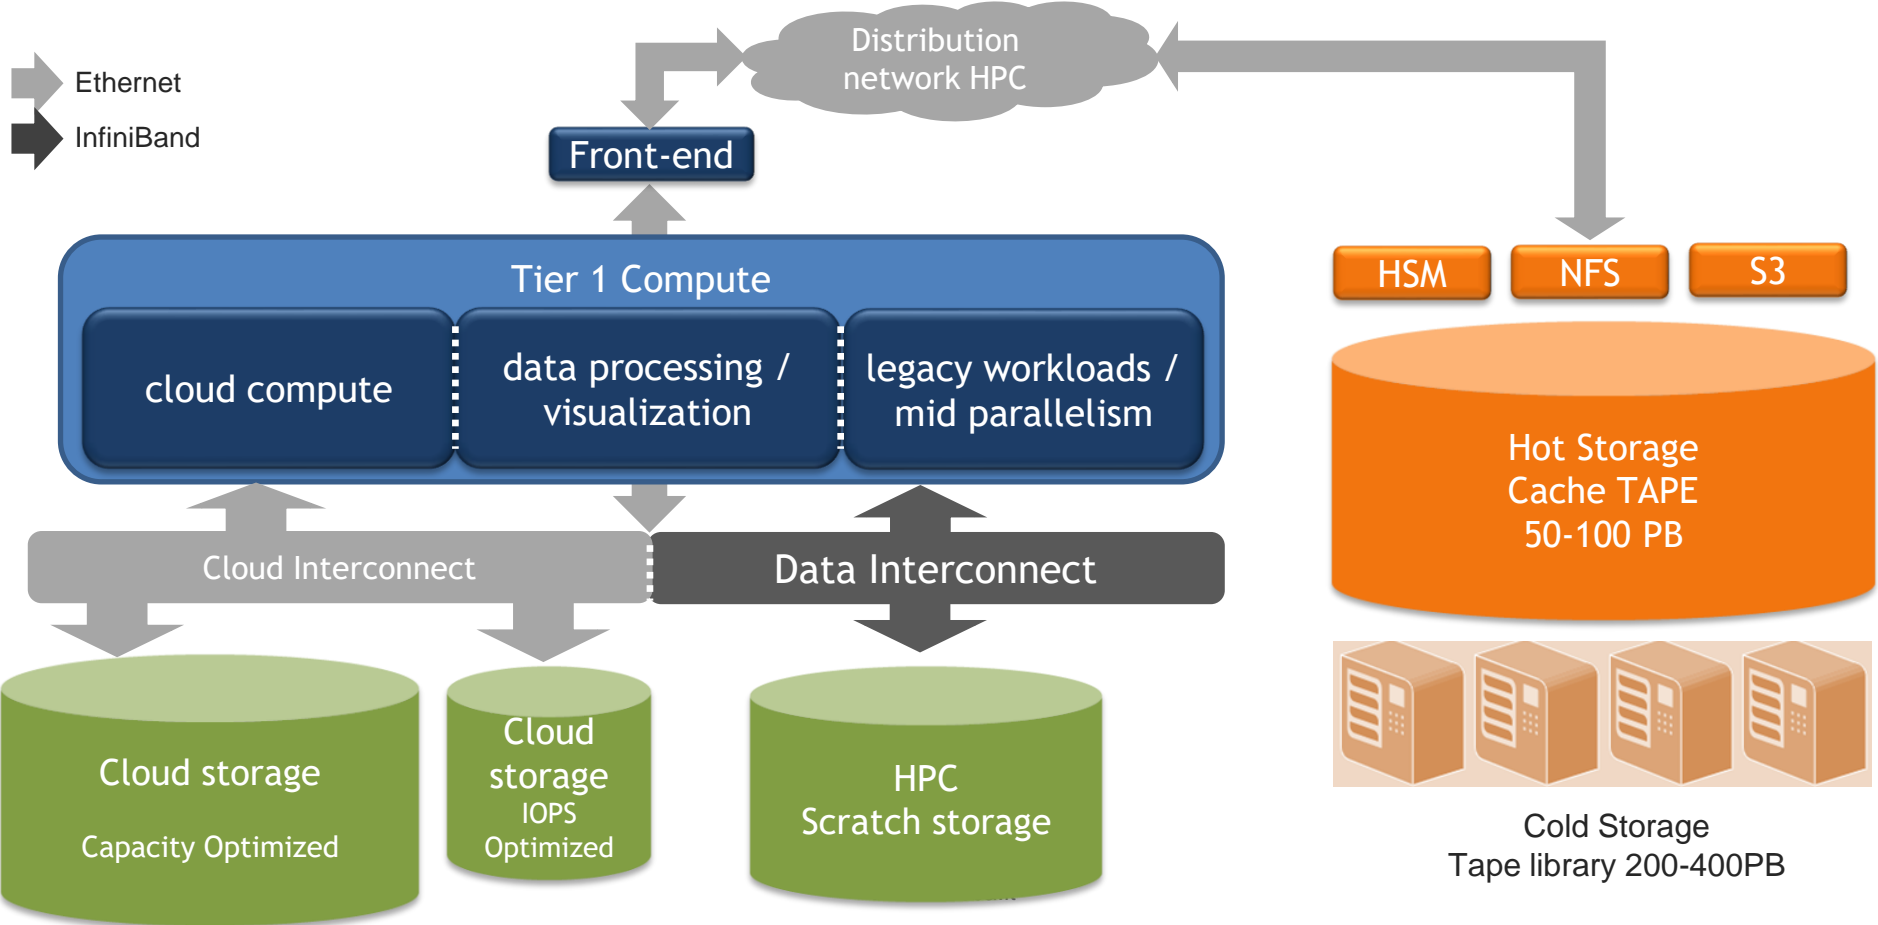 Distribution
network HPC
Ethernet
InfiniBand
Front-end
Tier 1 Compute
cloud compute
data processing /
visualization
legacy workloads /
mid parallelism
HSM
NFS
S3
Hot Storage
Cache TAPE
50-100 PB
Cloud Interconnect
Data Interconnect
Cloud storage
Capacity Optimized
Cloud
storage
IOPS
Optimized
HPC
Scratch storage
Cold Storage
Tape library 200-400PB